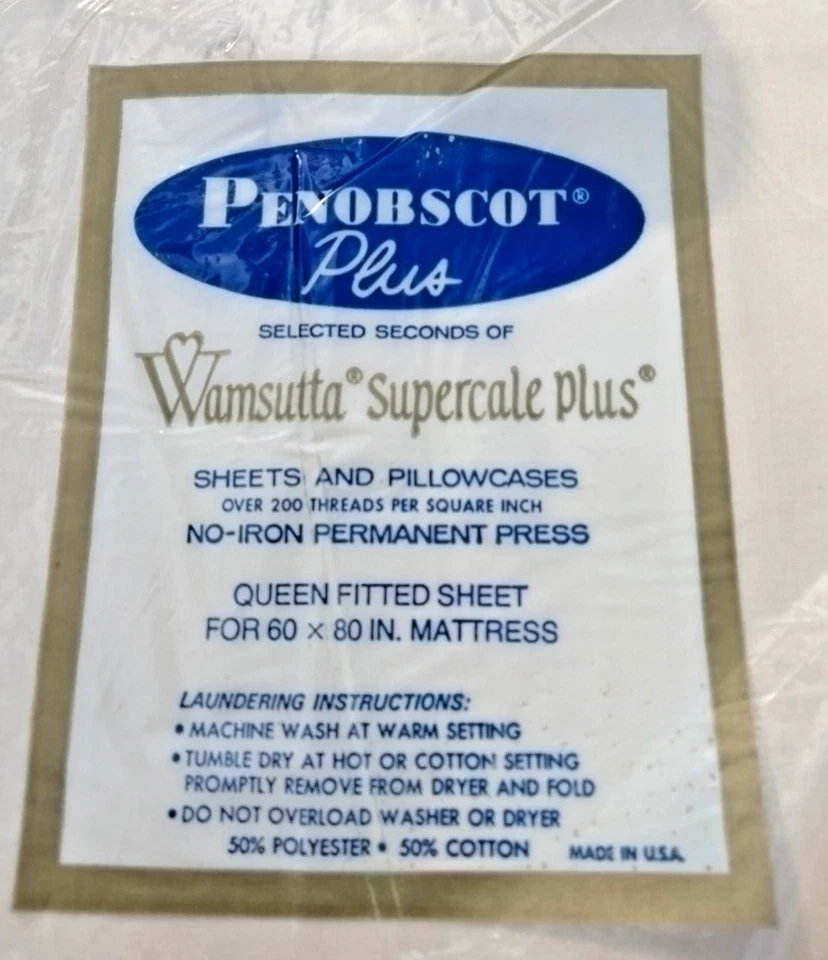 PENOBSCOT®
Plus
SELECTED SECONDS OF
Wamsutta® Supercale Plus®
SHEETS AND PILLOWCASES
OVER 200 THREADS PER SQUARE INCH
NO-IRON PERMANENT PRESS
QUEEN FITTED SHEET
FOR 60 × 80 IN. MATTRESS
LAUNDERING INSTRUCTIONS:
• MACHINE WASH AT WARM SETTING
• TUMBLE DRY AT HOT OR COTTON SETTING
PROMPTLY REMOVE FROM DRYER AND FOLD
• DO NOT OVERLOAD WASHER OR DRYER
50% POLYESTER • 50% COTTON MADE IN U.S.A.